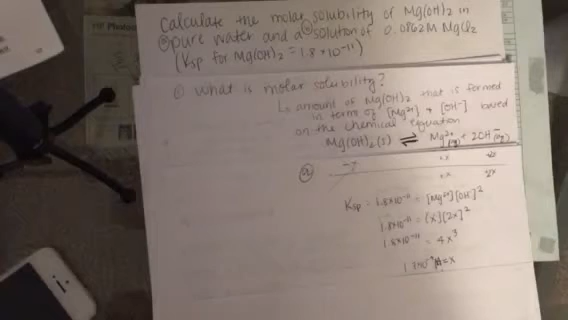 HP Photo
Calculate the molar solubility of Mg(OH)2 in
ⓐ pure water and a ⓑ solution of 0.0862M MgCl2
(Ksp for Mg(OH)2 = 1.8×10⁻¹¹)
① What is molar solubility?
↳ amount of Mg(OH)2 that is formed
in terms of [Mg²⁺] + [OH⁻] based
on the chemical equation
Mg(OH)2(s) ⇌ Mg²⁺(aq) + 2OH⁻(aq)
ⓐ
+x 2x
Ksp = 1.8×10⁻¹¹ = [Mg²⁺][OH⁻]²
1.8×10⁻¹¹ = [x][2x]²
1.8×10⁻¹¹ = 4x³
= x